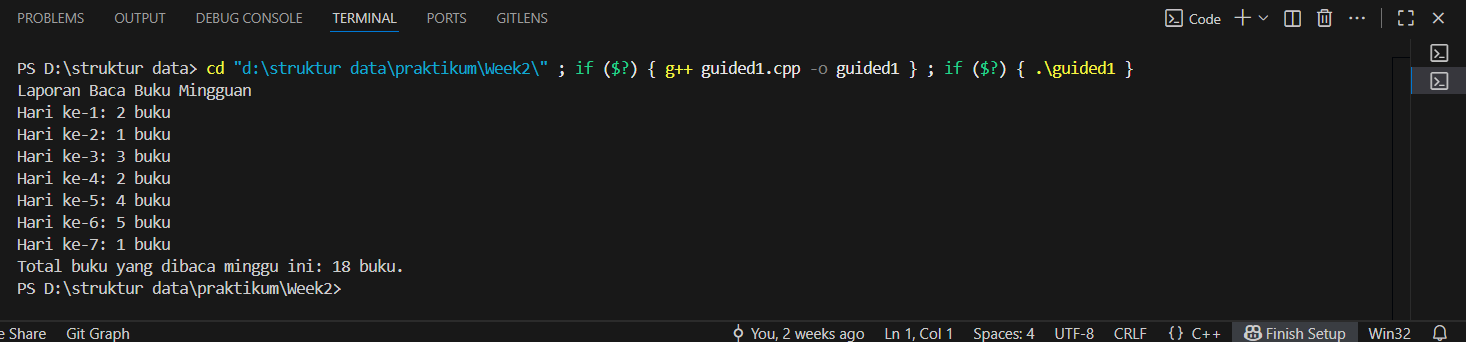 PROBLEMS OUTPUT DEBUG CONSOLE TERMINAL PORTS GITLENS Code
PS D:\struktur data> cd "d:\struktur data\praktikum\Week2\" ; if ($?) { g++ guided1.cpp -o guided1 } ; if ($?) { .\guided1 }
Laporan Baca Buku Mingguan
Hari ke-1: 2 buku
Hari ke-2: 1 buku
Hari ke-3: 3 buku
Hari ke-4: 2 buku
Hari ke-5: 4 buku
Hari ke-6: 5 buku
Hari ke-7: 1 buku
Total buku yang dibaca minggu ini: 18 buku.
PS D:\struktur data\praktikum\Week2>
e Share Git Graph You, 2 weeks ago Ln 1, Col 1 Spaces: 4 UTF-8 CRLF {} C++ Finish Setup Win32